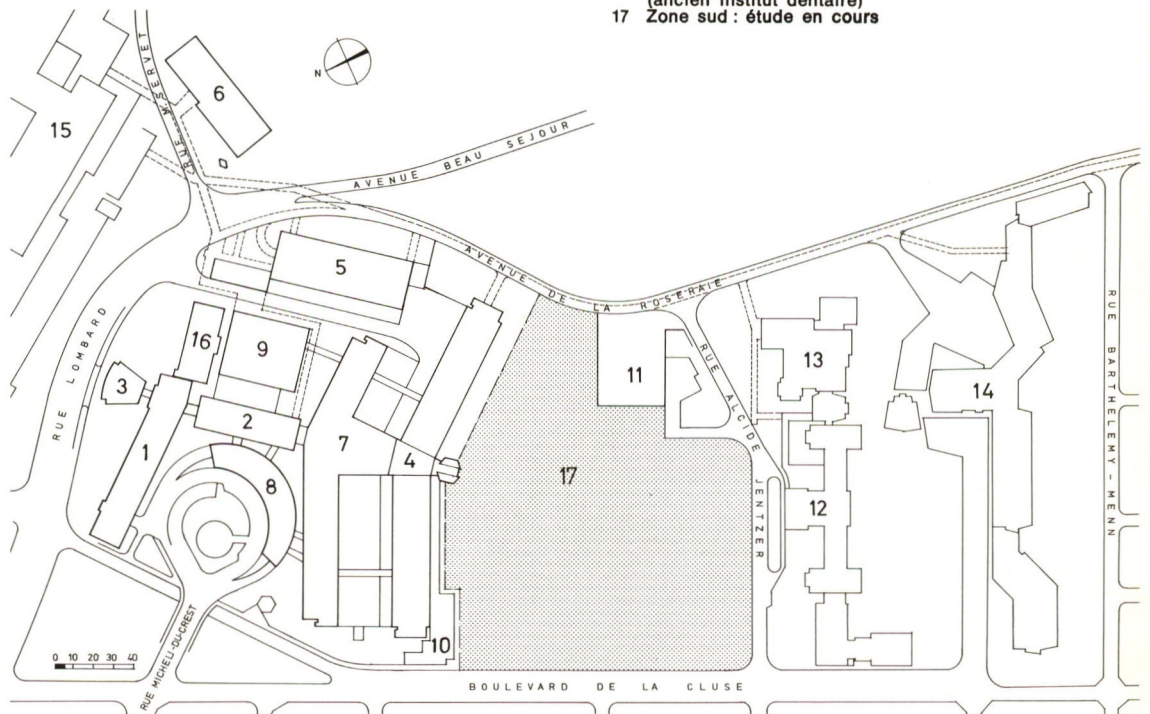 (ancien institut dentaire)
17 Zone sud : étude en cours
N
6
15
RUE M. SERVET
AVENUE BEAU SEJOUR
5
AVENUE DE LA ROSERAIE
RUE LOMBARD
16
9
3
2
1
7
4
8
11
13
RUE ALCIDE JENTZER
14
RUE BARTHELEMY-MENN
17
12
10
0 10 20 30 40
RUE MICHELI-DU-CREST
BOULEVARD DE LA CLUSE